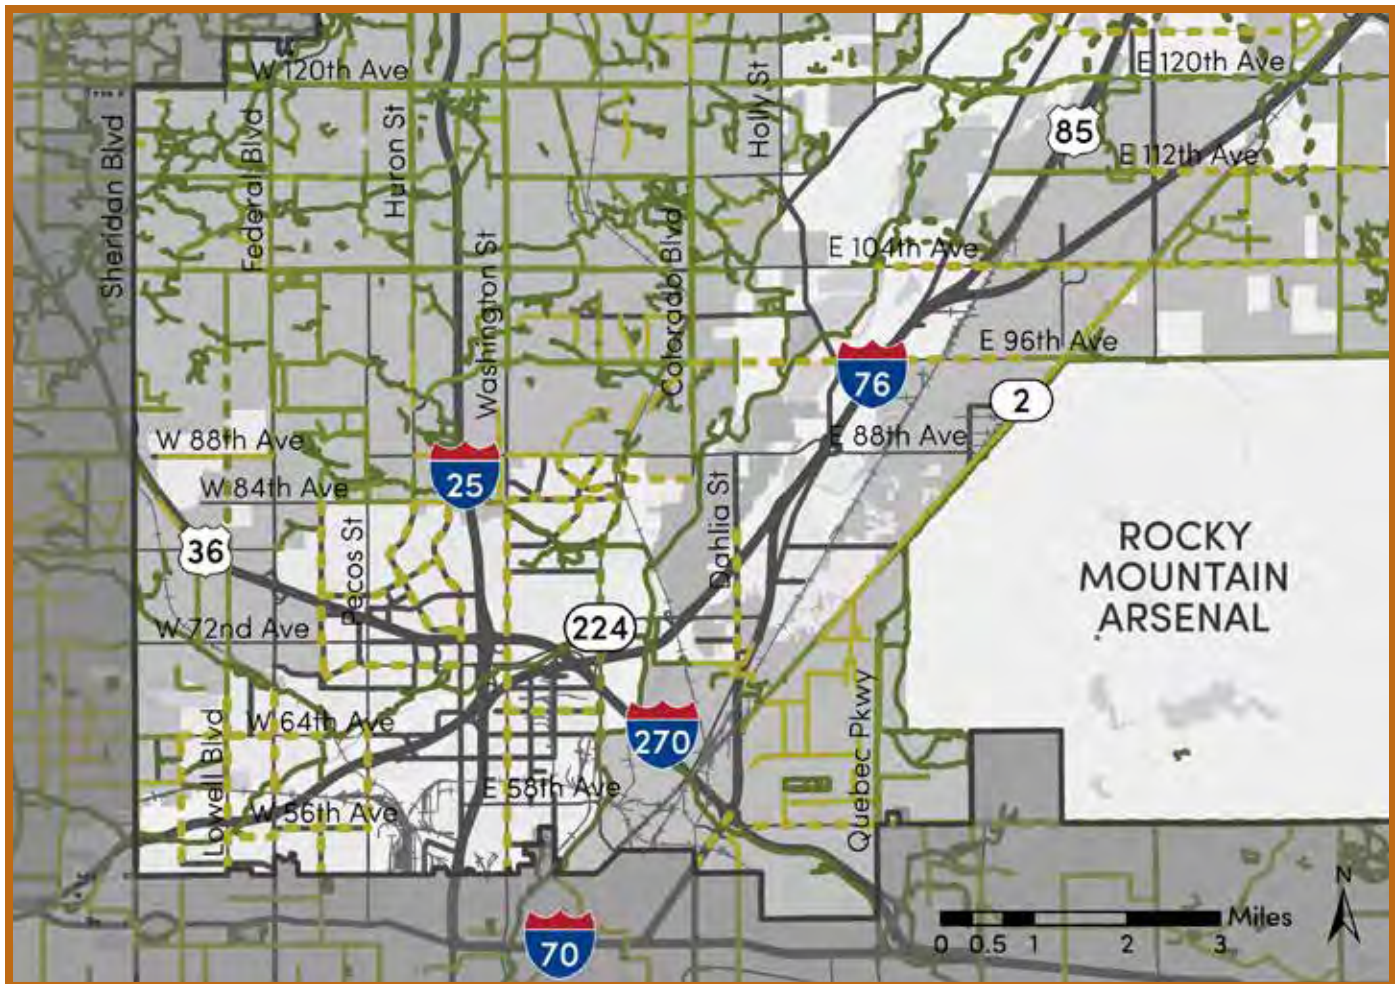 W 120th Ave
E 120th Ave
Sheridan Blvd
Federal Blvd
Huron St
Holly St
85
E 112th Ave
Washington St
Colorado Blvd
E 104th Ave
E 96th Ave
76
2
W 88th Ave
E 88th Ave
25
W 84th Ave
Dahlia St
36
Pecos St
ROCKY
MOUNTAIN
ARSENAL
W 72nd Ave
224
Lowell Blvd
W 64th Ave
270
Quebec Pkwy
E 58th Ave
W 56th Ave
N
Miles
0 0.5 1 2 3
70